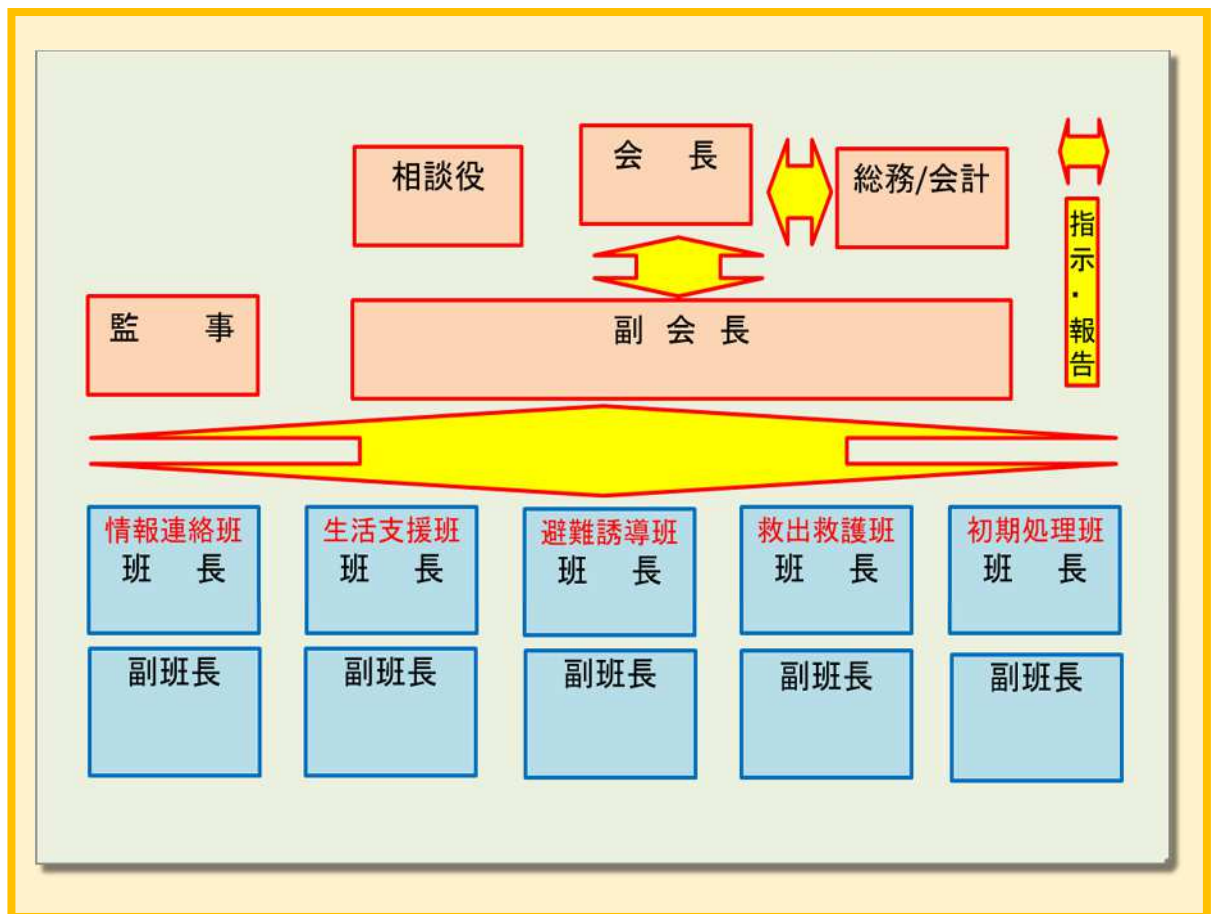 会　長
相談役
総務/会計
指示・報告
監　事
副 会 長
情報連絡班
班　長
生活支援班
班　長
避難誘導班
班　長
救出救護班
班　長
初期処理班
班　長
副班長
副班長
副班長
副班長
副班長